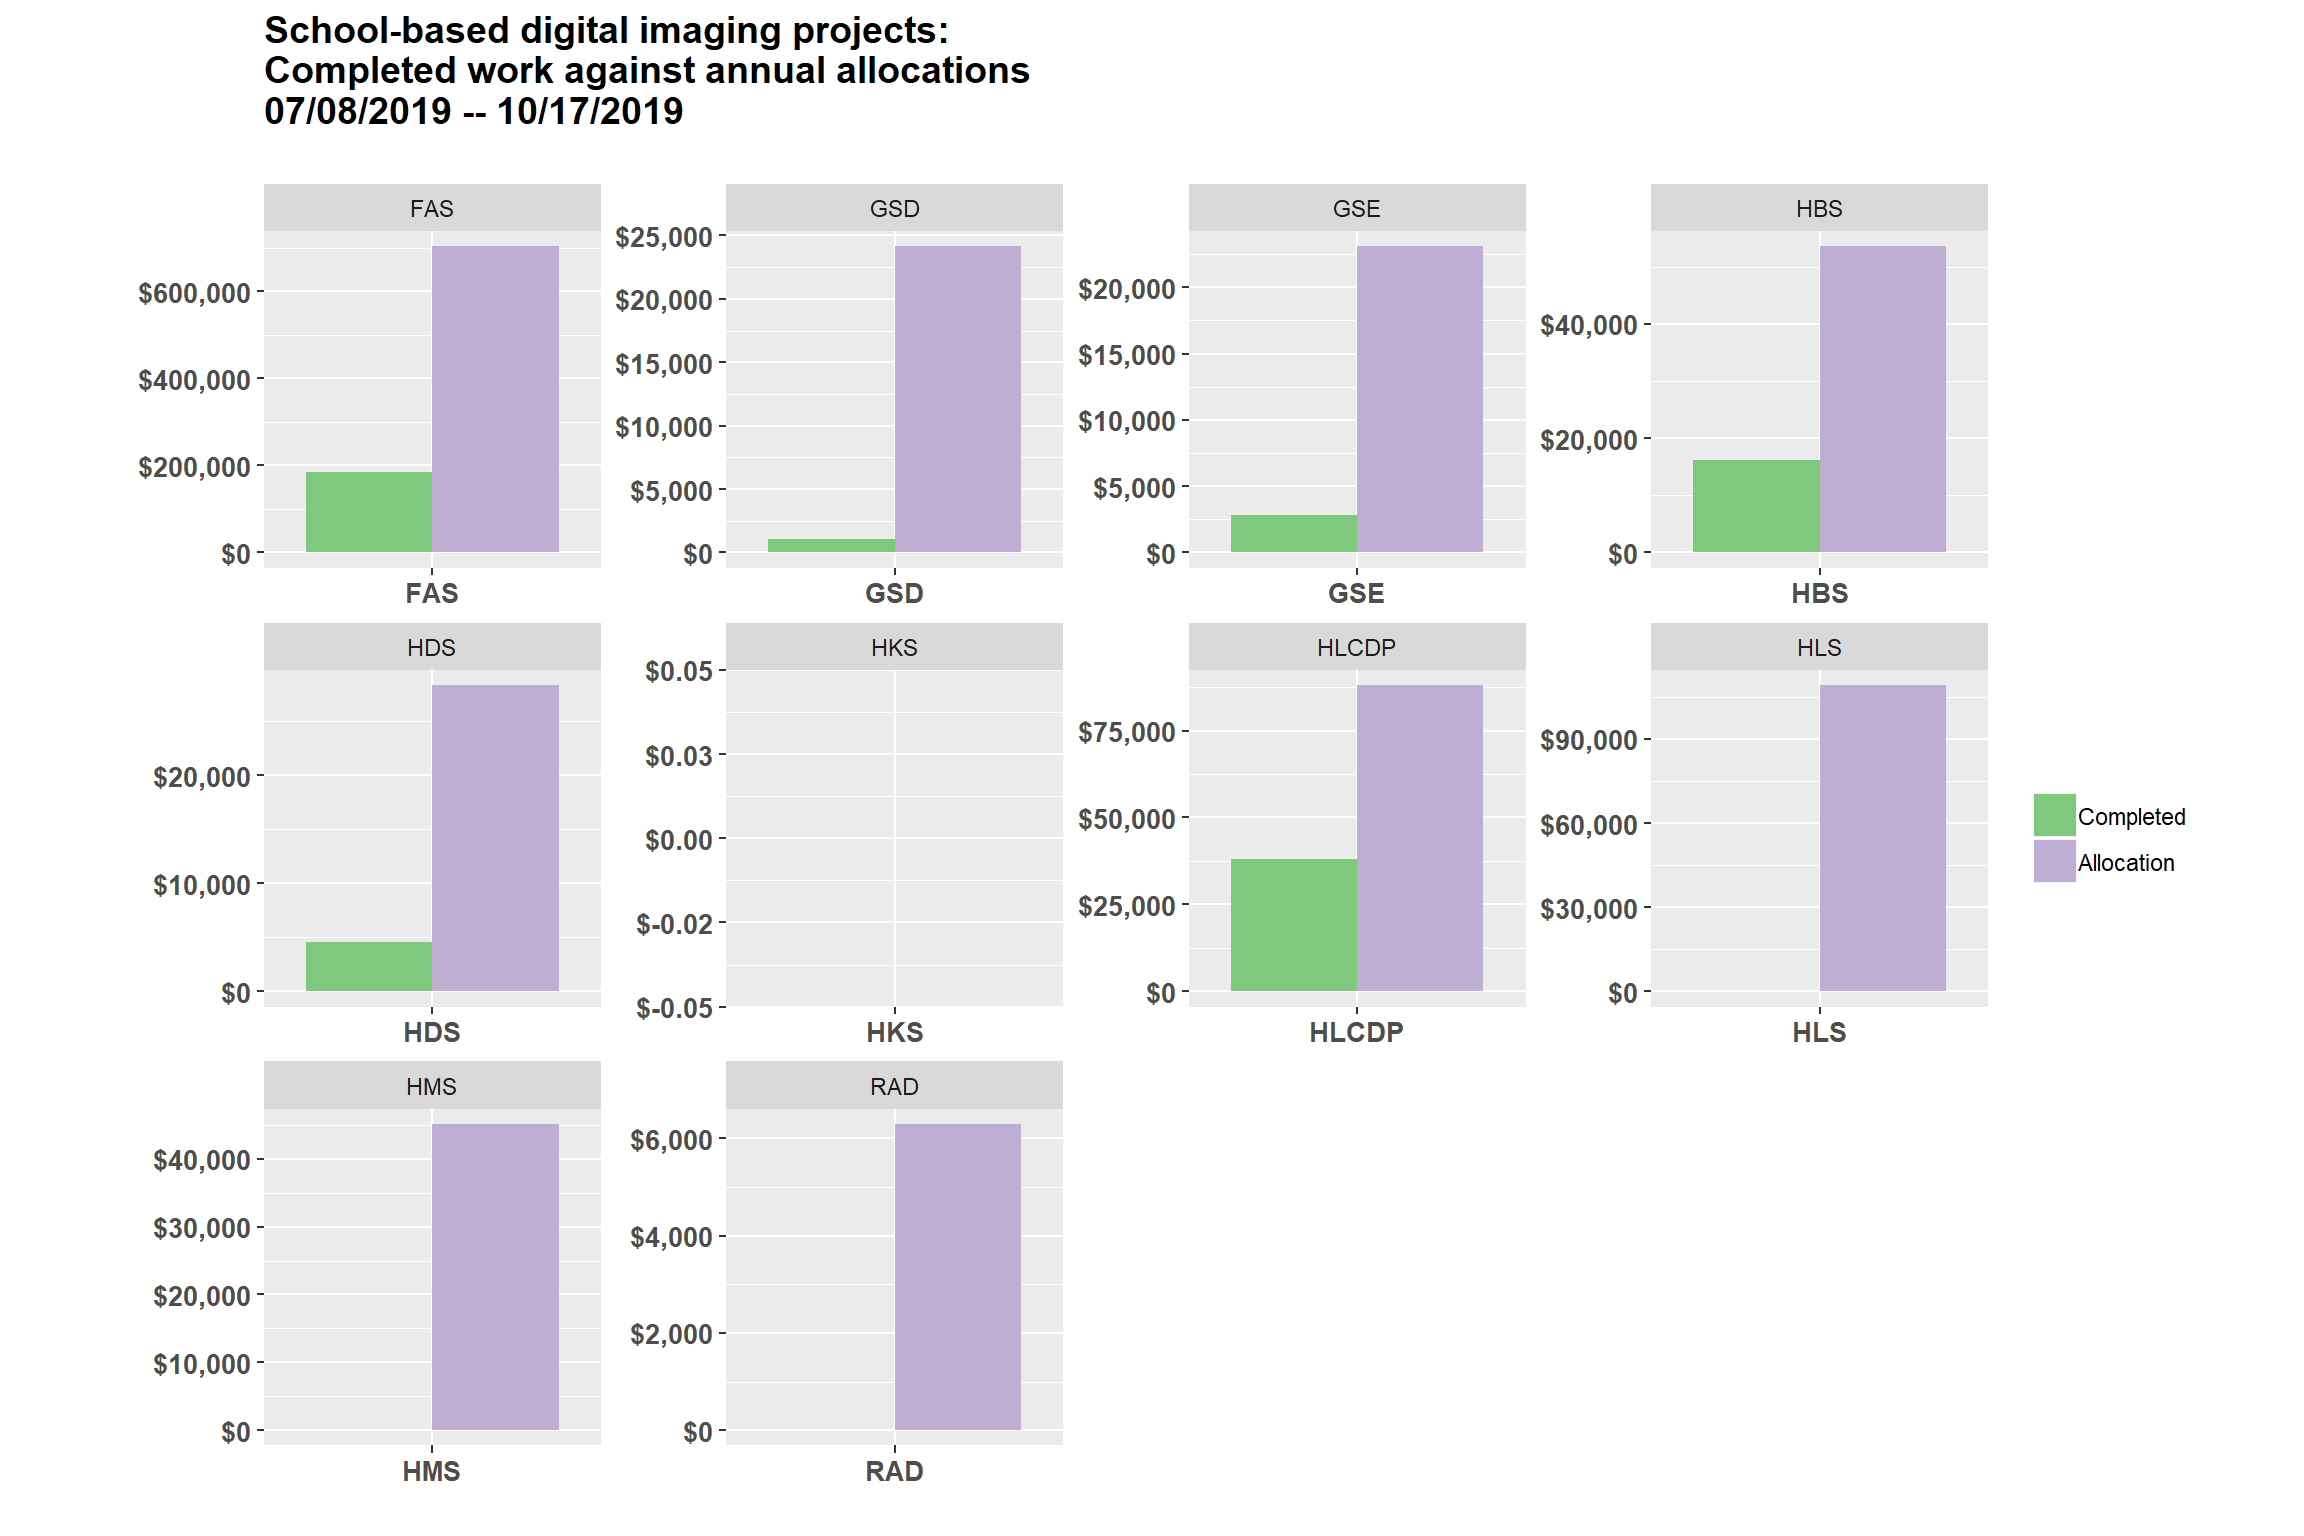 School-based digital imaging projects:
Completed work against annual allocations
07/08/2019 -- 10/17/2019
FAS
$600,000
$400,000
$200,000
$0
FAS
GSD
$25,000
$20,000
$15,000
$10,000
$5,000
$0
GSD
GSE
$20,000
$15,000
$10,000
$5,000
$0
GSE
HBS
$40,000
$20,000
$0
HBS
HDS
$20,000
$10,000
$0
HDS
HKS
$0.05
$0.03
$0.00
$-0.02
$-0.05
HKS
HLCDP
$75,000
$50,000
$25,000
$0
HLCDP
HLS
$90,000
$60,000
$30,000
$0
HLS
Completed
Allocation
HMS
$40,000
$30,000
$20,000
$10,000
$0
HMS
RAD
$6,000
$4,000
$2,000
$0
RAD